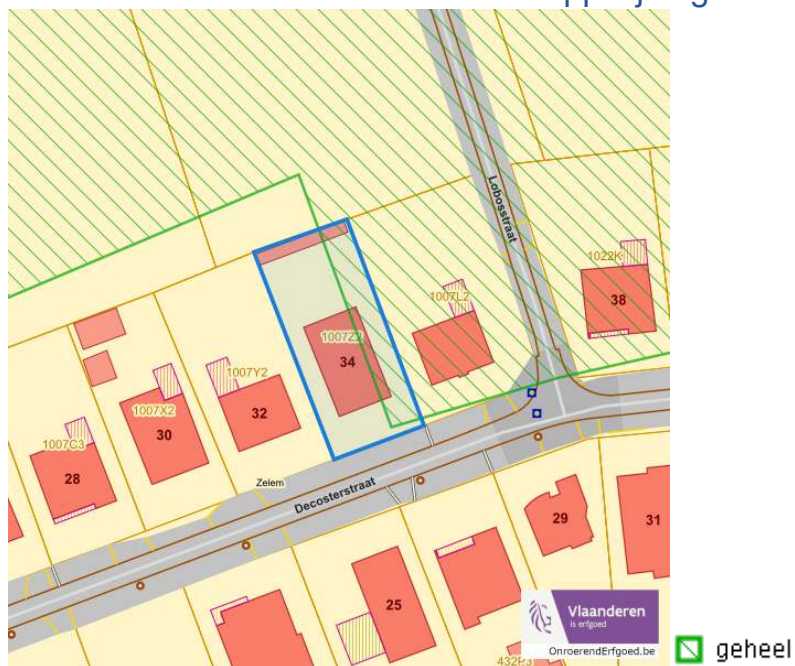 Lobosstraat
1022K
38
1007L2
1007Z2
34
1007Y2
32
1007X2
30
1007C3
28
Zelem
Decosterstraat
29
31
25
Vlaanderen
is erfgoed
OnroerendErfgoed.be
geheel